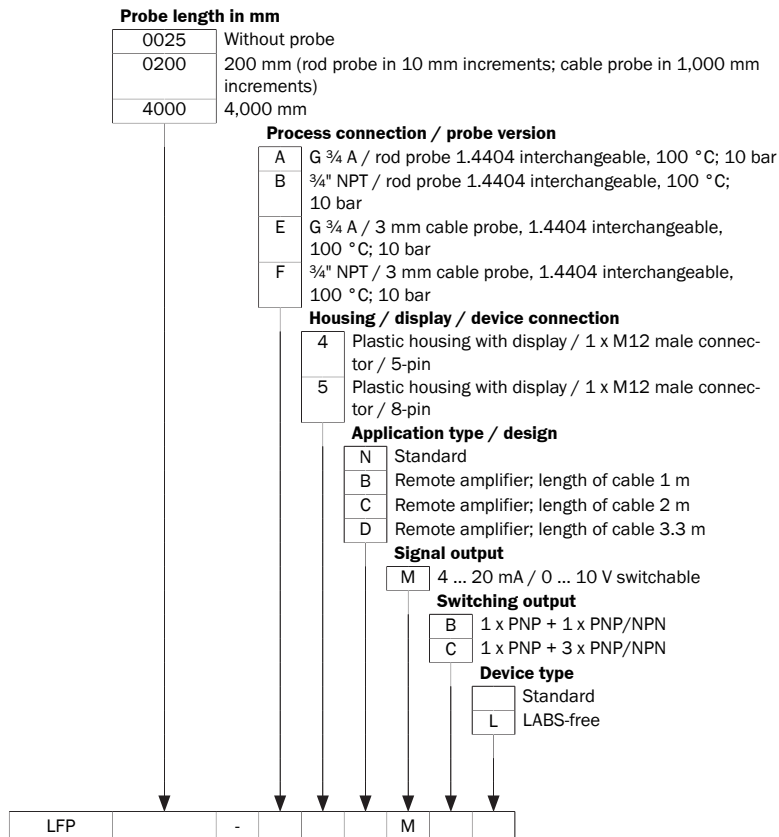 Probe length in mm
0025 Without probe
0200 200 mm (rod probe in 10 mm increments; cable probe in 1,000 mm
increments)
4000 4,000 mm
Process connection / probe version
A G ¾ A / rod probe 1.4404 interchangeable, 100 °C; 10 bar
B ¾" NPT / rod probe 1.4404 interchangeable, 100 °C;
10 bar
E G ¾ A / 3 mm cable probe, 1.4404 interchangeable,
100 °C; 10 bar
F ¾" NPT / 3 mm cable probe, 1.4404 interchangeable,
100 °C; 10 bar
Housing / display / device connection
4 Plastic housing with display / 1 x M12 male connec-
tor / 5-pin
5 Plastic housing with display / 1 x M12 male connec-
tor / 8-pin
Application type / design
N Standard
B Remote amplifier; length of cable 1 m
C Remote amplifier; length of cable 2 m
D Remote amplifier; length of cable 3.3 m
Signal output
M 4 ... 20 mA / 0 ... 10 V switchable
Switching output
B 1 x PNP + 1 x PNP/NPN
C 1 x PNP + 3 x PNP/NPN
Device type
Standard
L LABS-free
LFP - M